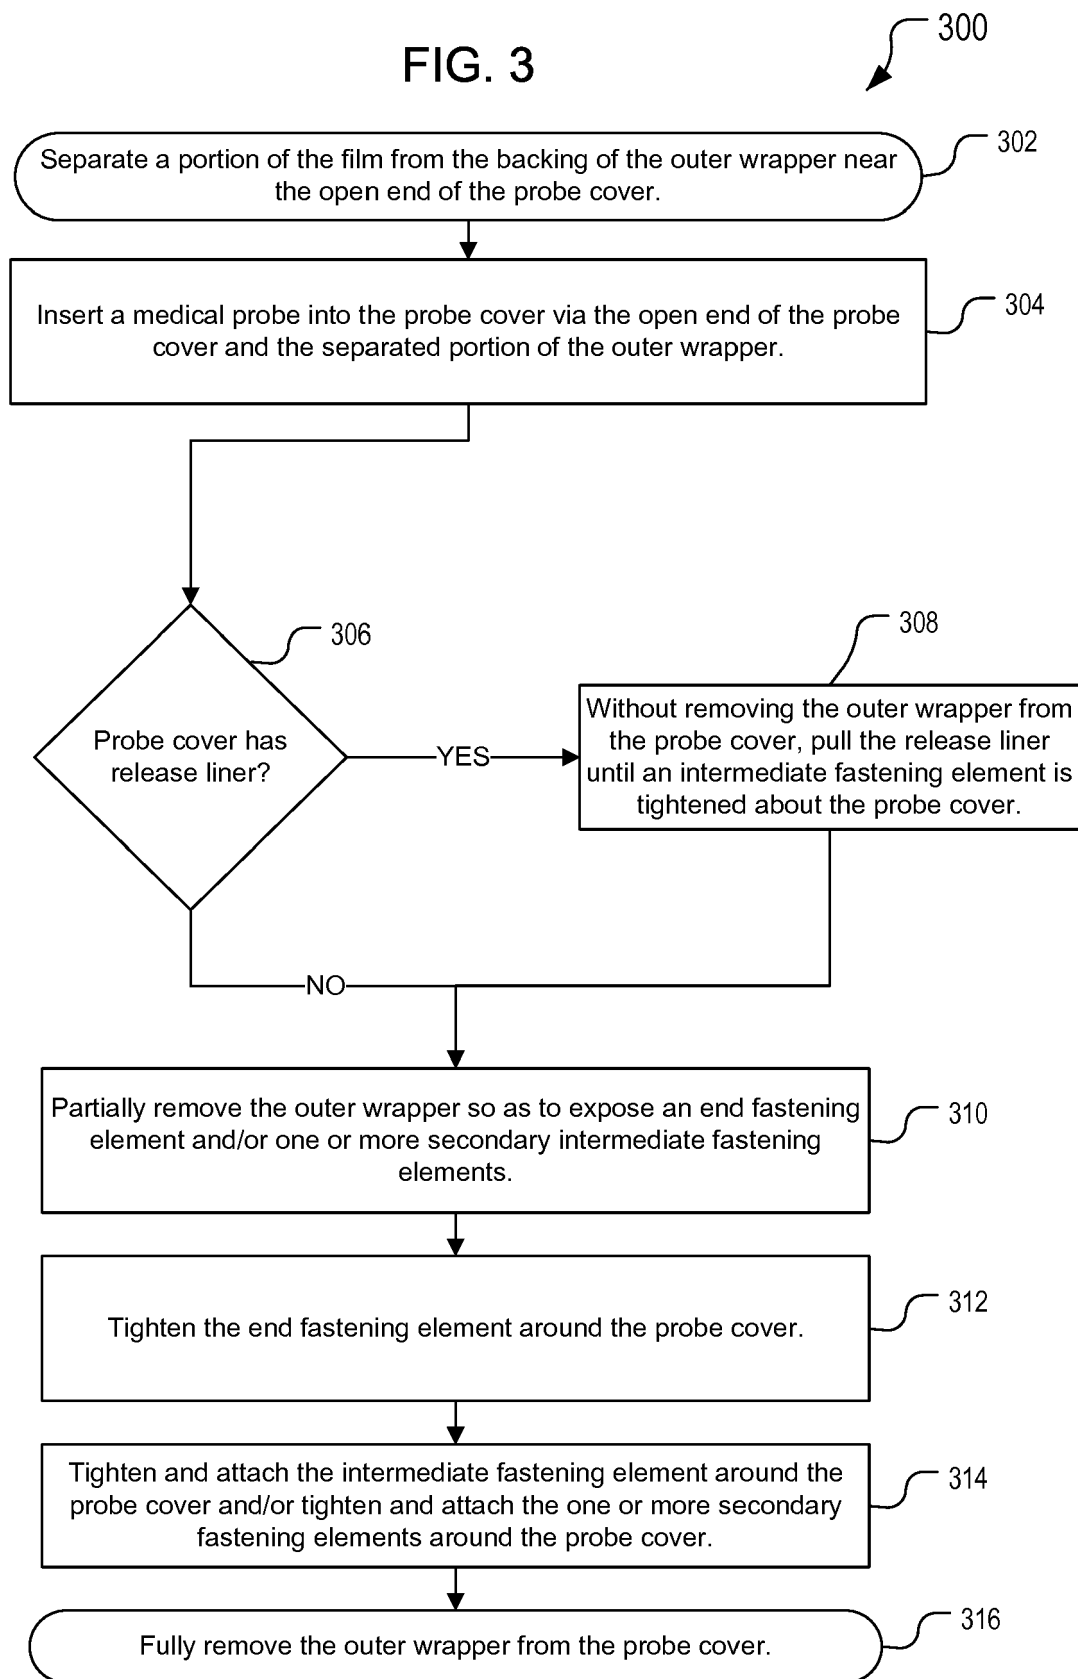 300
FIG. 3
302
Separate a portion of the film from the backing of the outer wrapper near
the open end of the probe cover.
304
Insert a medical probe into the probe cover via the open end of the probe
cover and the separated portion of the outer wrapper.
306
Probe cover has
release liner?
YES
308
Without removing the outer wrapper from
the probe cover, pull the release liner
until an intermediate fastening element is
tightened about the probe cover.
NO
310
Partially remove the outer wrapper so as to expose an end fastening
element and/or one or more secondary intermediate fastening
elements.
312
Tighten the end fastening element around the probe cover.
314
Tighten and attach the intermediate fastening element around the
probe cover and/or tighten and attach the one or more secondary
fastening elements around the probe cover.
316
Fully remove the outer wrapper from the probe cover.